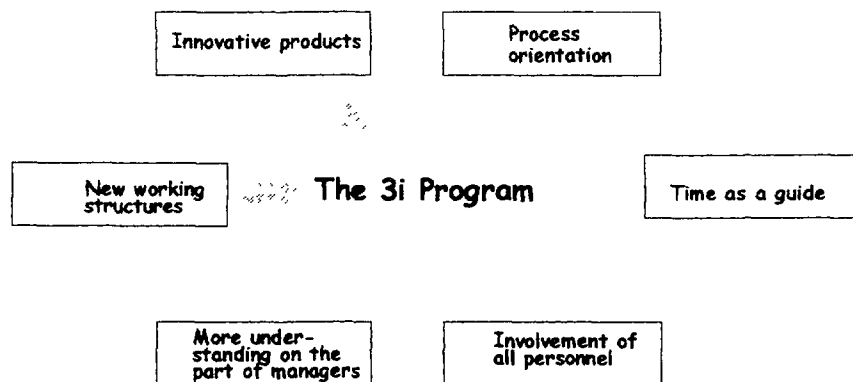 Innovative products
Process
orientation
New working
structures
The 3i Program
Time as a guide
More under-
standing on the
part of managers
Involvement of
all personnel